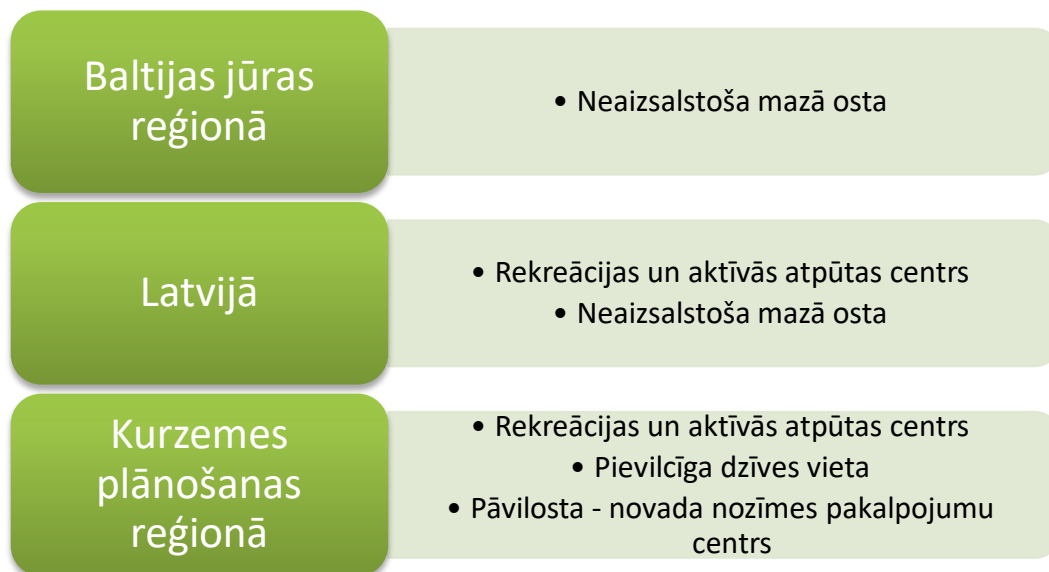 Baltijas jūras
reģionā
• Neaizsalstoša mazā osta
Latvijā
• Rekreācijas un aktīvās atpūtas centrs
• Neaizsalstoša mazā osta
Kurzemes
plānošanas
reģionā
• Rekreācijas un aktīvās atpūtas centrs
• Pievilcīga dzīves vieta
• Pāvilosta - novada nozīmes pakalpojumu
centrs